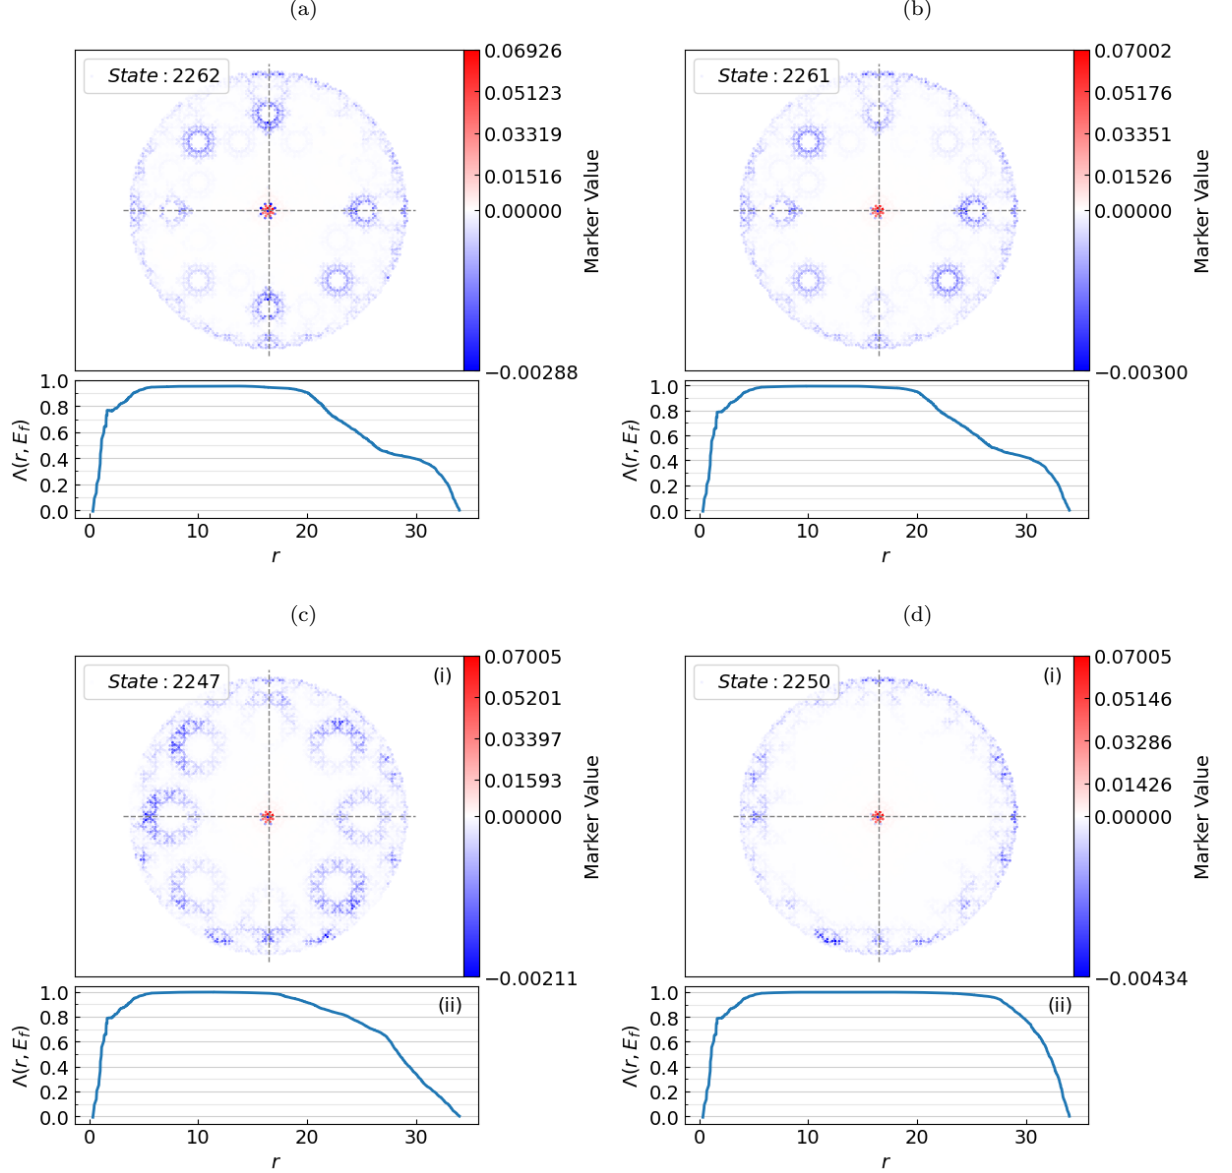 (a)
State: 2262
0.06926
0.05123
0.03319
0.01516
0.00000
−0.00288
Marker Value
1.0
0.8
0.6
0.4
0.2
0.0
Λ(r, E_f)
0 10 20 30
r
(b)
State: 2261
0.07002
0.05176
0.03351
0.01526
0.00000
−0.00300
Marker Value
1.0
0.8
0.6
0.4
0.2
0.0
Λ(r, E_f)
0 10 20 30
r
(c)
State: 2247
(i)
0.07005
0.05201
0.03397
0.01593
0.00000
−0.00211
Marker Value
(ii)
1.0
0.8
0.6
0.4
0.2
0.0
Λ(r, E_f)
0 10 20 30
r
(d)
State: 2250
(i)
0.07005
0.05146
0.03286
0.01426
0.00000
−0.00434
Marker Value
(ii)
1.0
0.8
0.6
0.4
0.2
0.0
Λ(r, E_f)
0 10 20 30
r